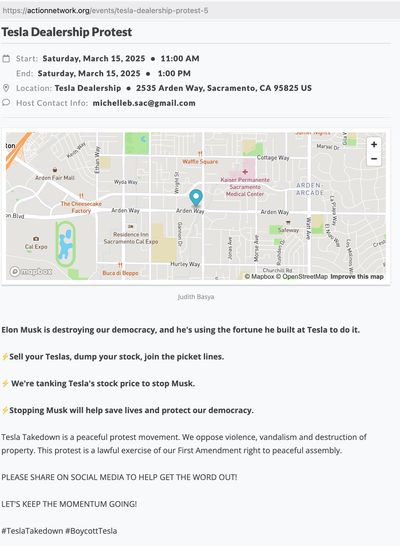 https://actionnetwork.org/events/tesla-dealership-protest-5
Tesla Dealership Protest
Start: Saturday, March 15, 2025 • 11:00 AM
End: Saturday, March 15, 2025 • 1:00 PM
Location: Tesla Dealership • 2535 Arden Way, Sacramento, CA 95825 US
Host Contact Info: michelleb.sac@gmail.com
Keith Way
Ethan Way
Waffle Square
Cottage Way
Marsac Dr
+
−
Arden Fair Mall
Wyda Way
Wright St
Kaiser Permanente
Sacramento
Medical Center
ARDEN-
ARCADE
The Cheesecake
Factory
Arden Way
Arden Way
Arden Way
Cal Expo
Residence Inn
Sacramento Cal Expo
Jonas Ave
Morse Ave
Safeway
Watt Ave
Hurley Way
Buca di Beppo
Churchill Rd
mapbox
© Mapbox © OpenStreetMap Improve this map
Judith Basya
Elon Musk is destroying our democracy, and he's using the fortune he built at Tesla to do it.
⚡Sell your Teslas, dump your stock, join the picket lines.
⚡ We're tanking Tesla's stock price to stop Musk.
⚡Stopping Musk will help save lives and protect our democracy.
Tesla Takedown is a peaceful protest movement. We oppose violence, vandalism and destruction of
property. This protest is a lawful exercise of our First Amendment right to peaceful assembly.
PLEASE SHARE ON SOCIAL MEDIA TO HELP GET THE WORD OUT!
LET'S KEEP THE MOMENTUM GOING!
#TeslaTakedown #BoycottTesla